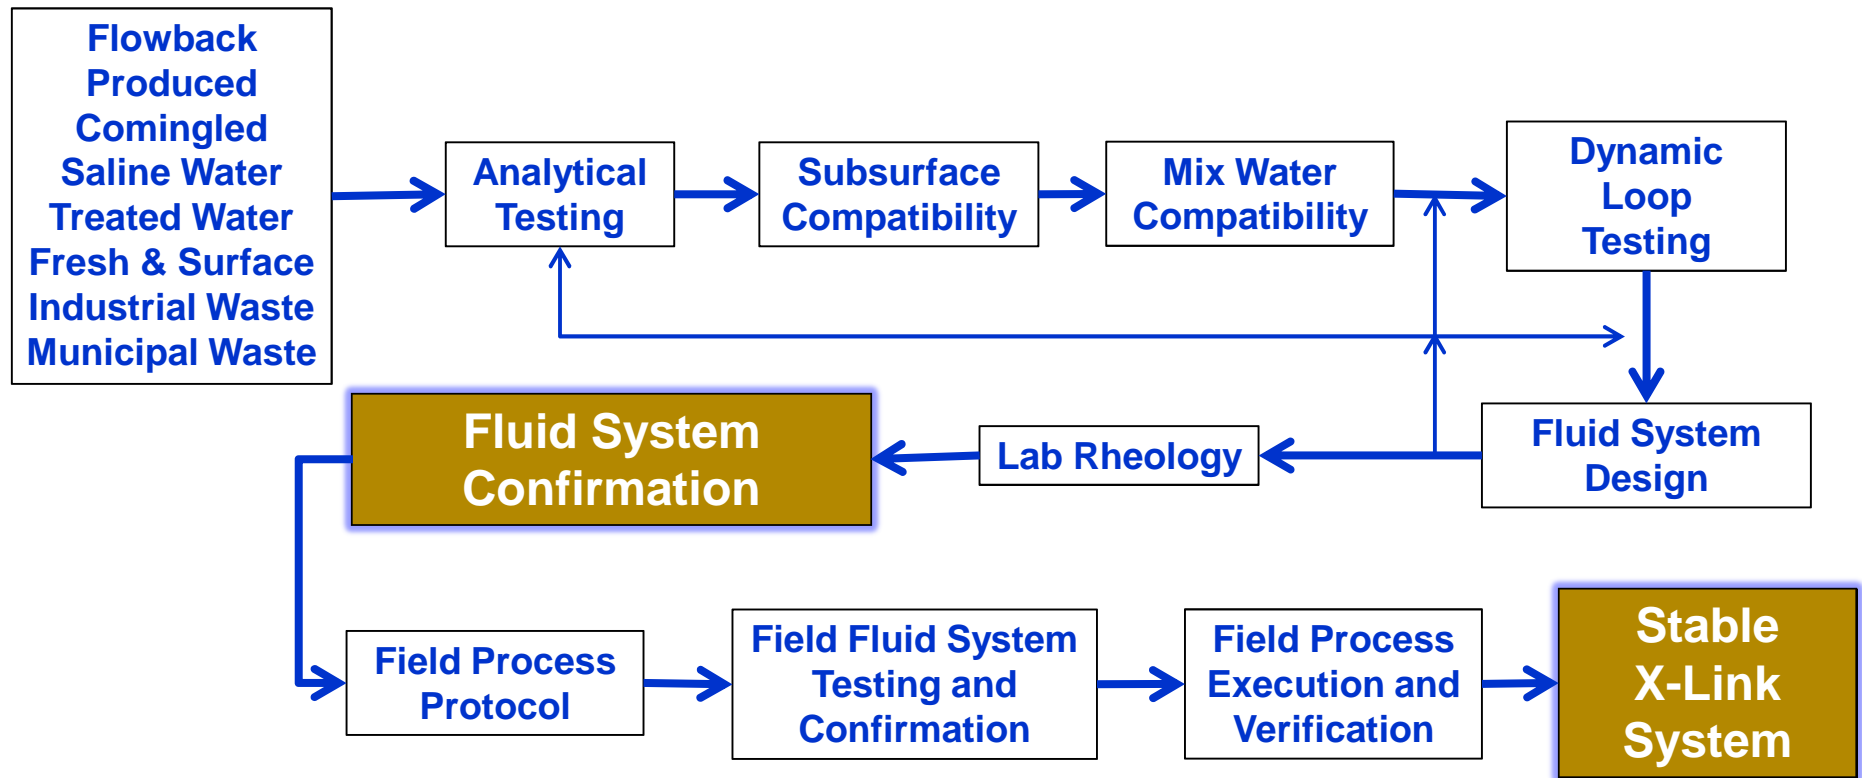 Flowback
Produced
Comingled
Saline Water
Treated Water
Fresh & Surface
Industrial Waste
Municipal Waste
Analytical
Testing
Subsurface
Compatibility
Mix Water
Compatibility
Dynamic
Loop
Testing
Fluid System
Design
Lab Rheology
Fluid System
Confirmation
Field Process
Protocol
Field Fluid System
Testing and
Confirmation
Field Process
Execution and
Verification
Stable
X-Link
System